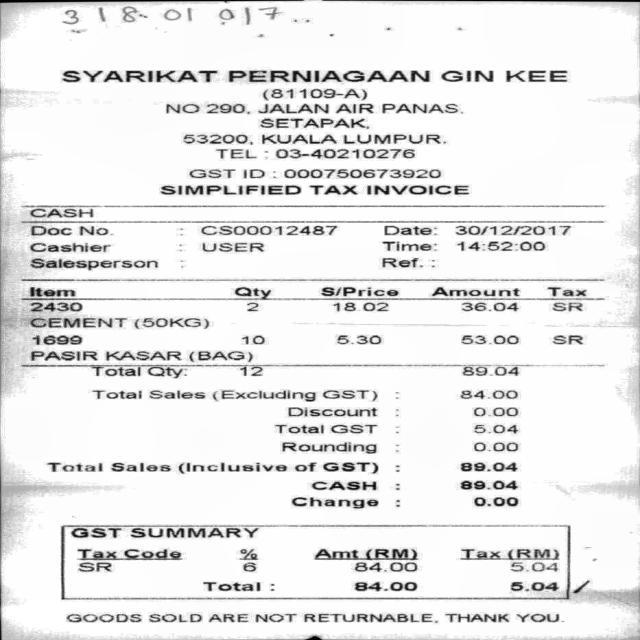 318.01017
SYARIKAT PERNIAGAAN GIN KEE
(81109-A)
NO 290, JALAN AIR PANAS,
SETAPAK,
53200, KUALA LUMPUR.
TEL : 03-40210276
GST ID : 000750673920
SIMPLIFIED TAX INVOICE
CASH
Doc No. : CS00012487 Date: 30/12/2017
Cashier : USER Time: 14:52:00
Salesperson : Ref. :
Item Qty S/Price Amount Tax
2430 2 18.02 36.04 SR
CEMENT (50KG)
1699 10 5.30 53.00 SR
PASIR KASAR (BAG)
Total Qty: 12 89.04
Total Sales (Excluding GST) : 84.00
Discount : 0.00
Total GST : 5.04
Rounding : 0.00
Total Sales (Inclusive of GST) : 89.04
CASH : 89.04
Change : 0.00
GST SUMMARY
Tax Code % Amt (RM) Tax (RM)
SR 6 84.00 5.04
Total : 84.00 5.04
GOODS SOLD ARE NOT RETURNABLE, THANK YOU.